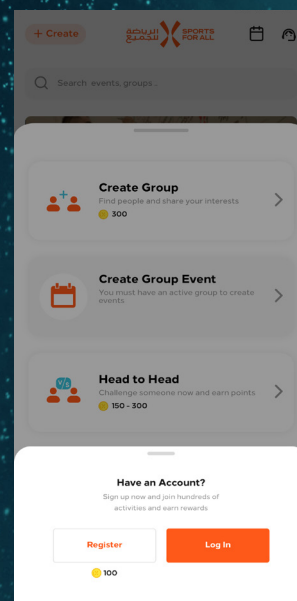 + Create
الرياضة
للجميع
SPORTS
FOR ALL
Search events, groups ..
Create Group
Find people and share your interests
300
Create Group Event
You must have an active group to create
events
V/S
Head to Head
Challenge someone now and earn points
150 - 300
Have an Account?
Sign up now and join hundreds of
activities and earn rewards
Register
Log In
100